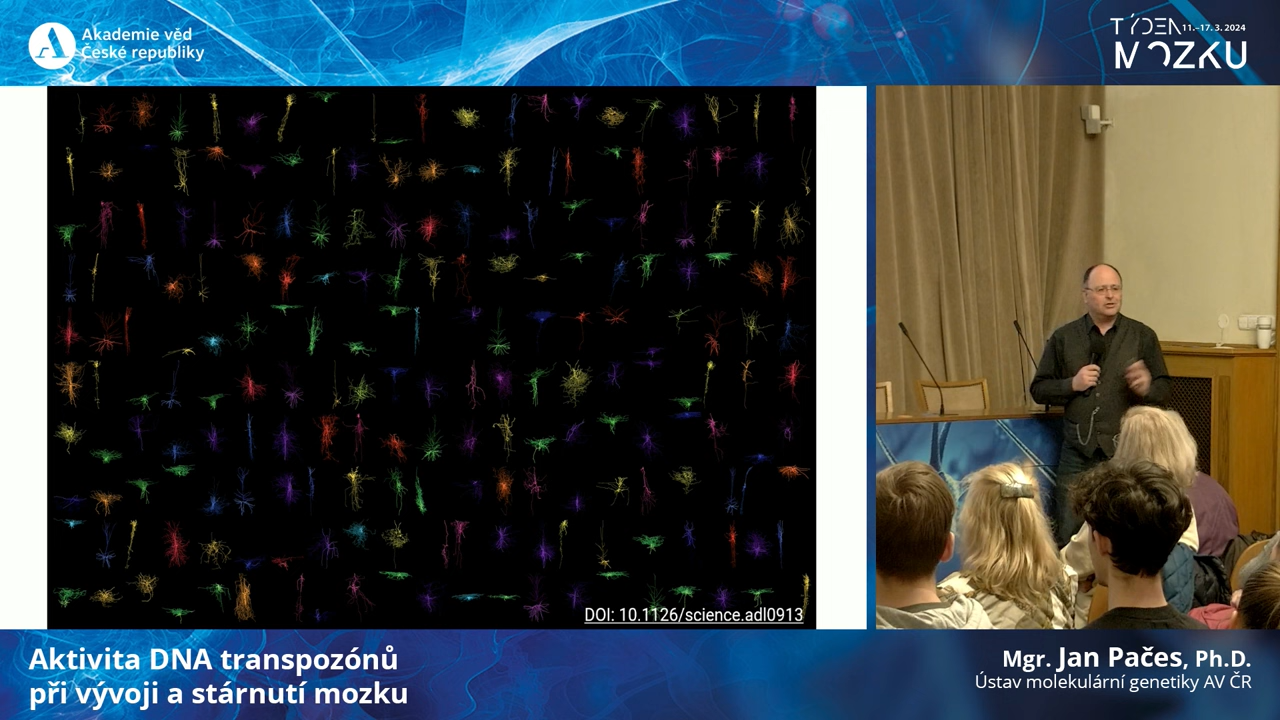 Akademie věd
České republiky
TÝDEN 11.–17. 3. 2024
MOZKU
DOI: 10.1126/science.adl0913
Aktivita DNA transpozónů
při vývoji a stárnutí mozku
Mgr. Jan Pačes, Ph.D.
Ústav molekulární genetiky AV ČR